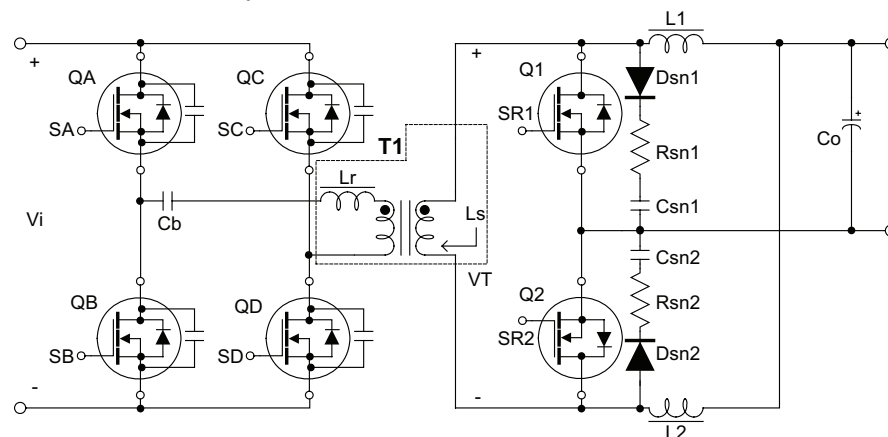 L1
+
+
QA
QC
Q1
Dsn1
SA
SC
SR1
T1
+
Co
Lr
Rsn1
Ls
Csn1
Vi
Cb
VT
Csn2
QB
QD
Q2
Rsn2
SB
SD
SR2
Dsn2
-
-
L2